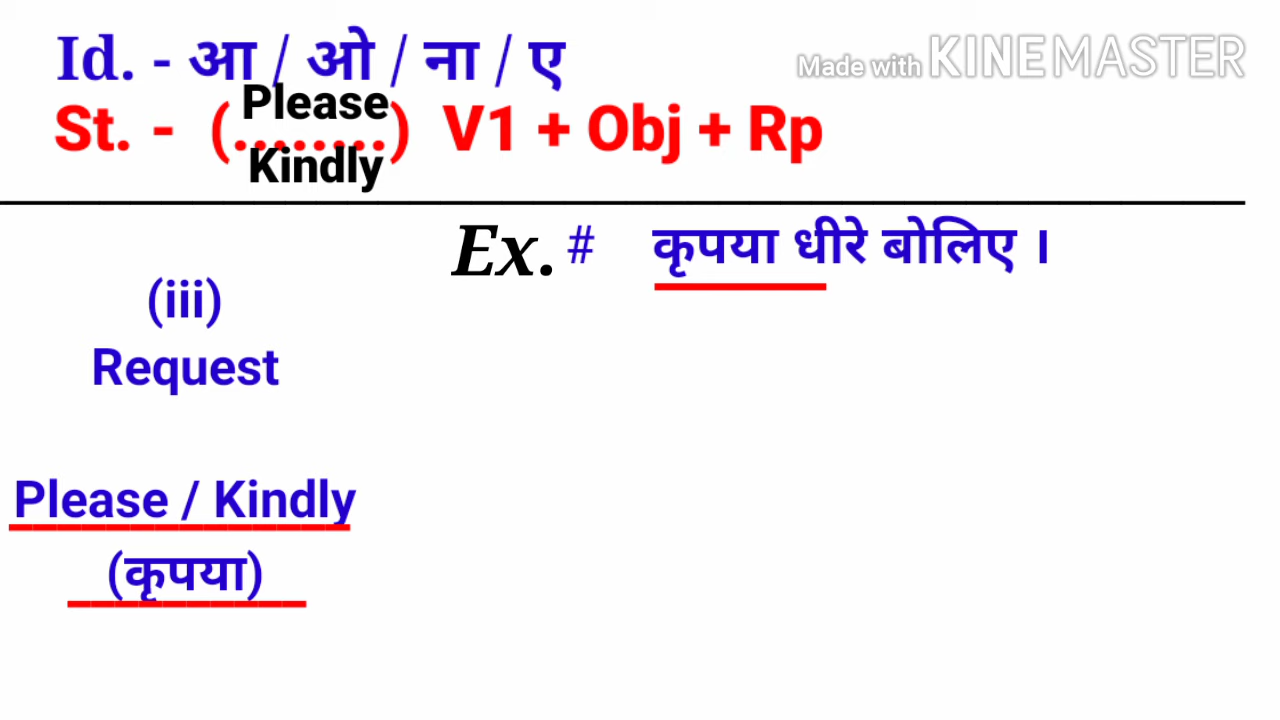 Id. - आ / ओ / ना / ए
Made with KINEMASTER
Please
St. - (........) V1 + Obj + Rp
Kindly
Ex. # कृपया धीरे बोलिए ।
(iii)
Request
Please / Kindly
(कृपया)